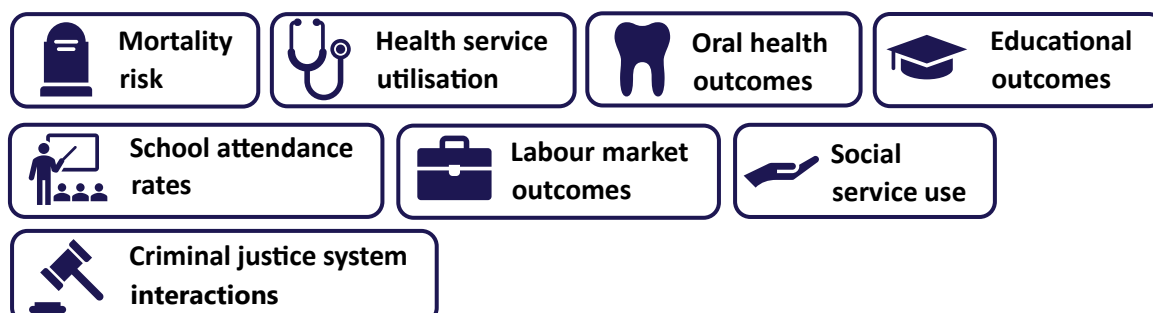 Mortality
risk
Health service
utilisation
Oral health
outcomes
Educational
outcomes
School attendance
rates
Labour market
outcomes
Social
service use
Criminal justice system
interactions